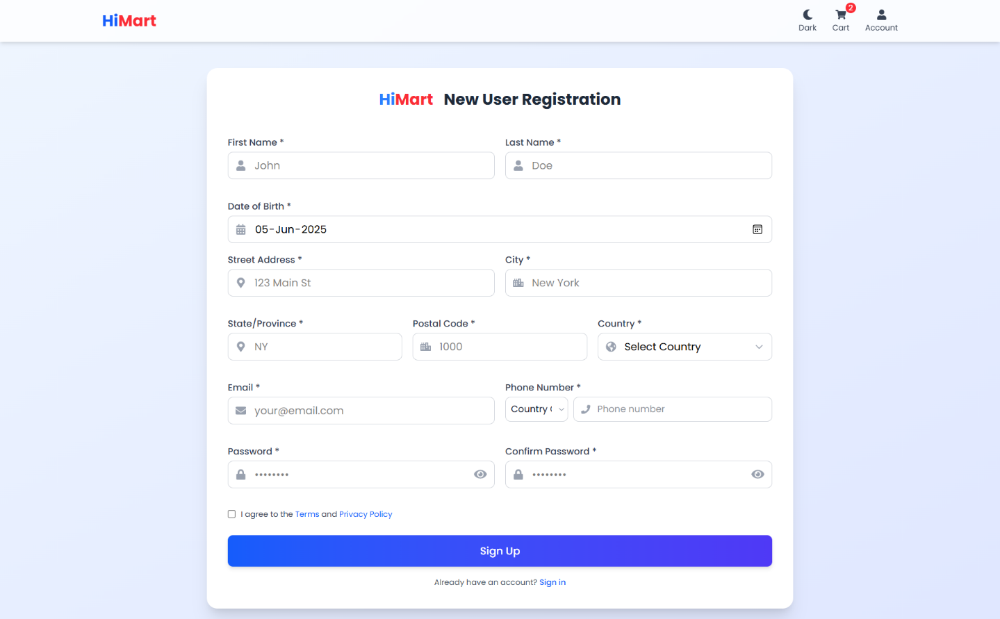 HiMart
2
Dark Cart Account
HiMart New User Registration
First Name * Last Name *
John Doe
Date of Birth *
05-Jun-2025
Street Address * City *
123 Main St New York
State/Province * Postal Code * Country *
NY 1000 Select Country
Email * Phone Number *
your@email.com Country Phone number
Password * Confirm Password *
•••••••• ••••••••
I agree to the Terms and Privacy Policy
Sign Up
Already have an account? Sign in